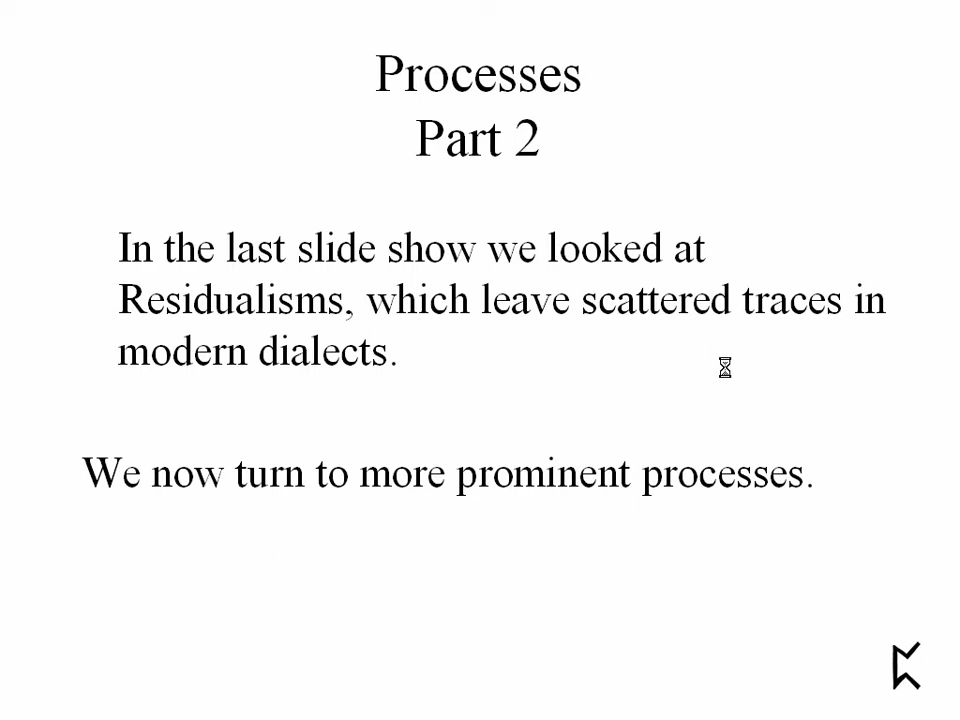 Processes
Part 2
In the last slide show we looked at
Residualisms, which leave scattered traces in
modern dialects.
We now turn to more prominent processes.
ᛈ